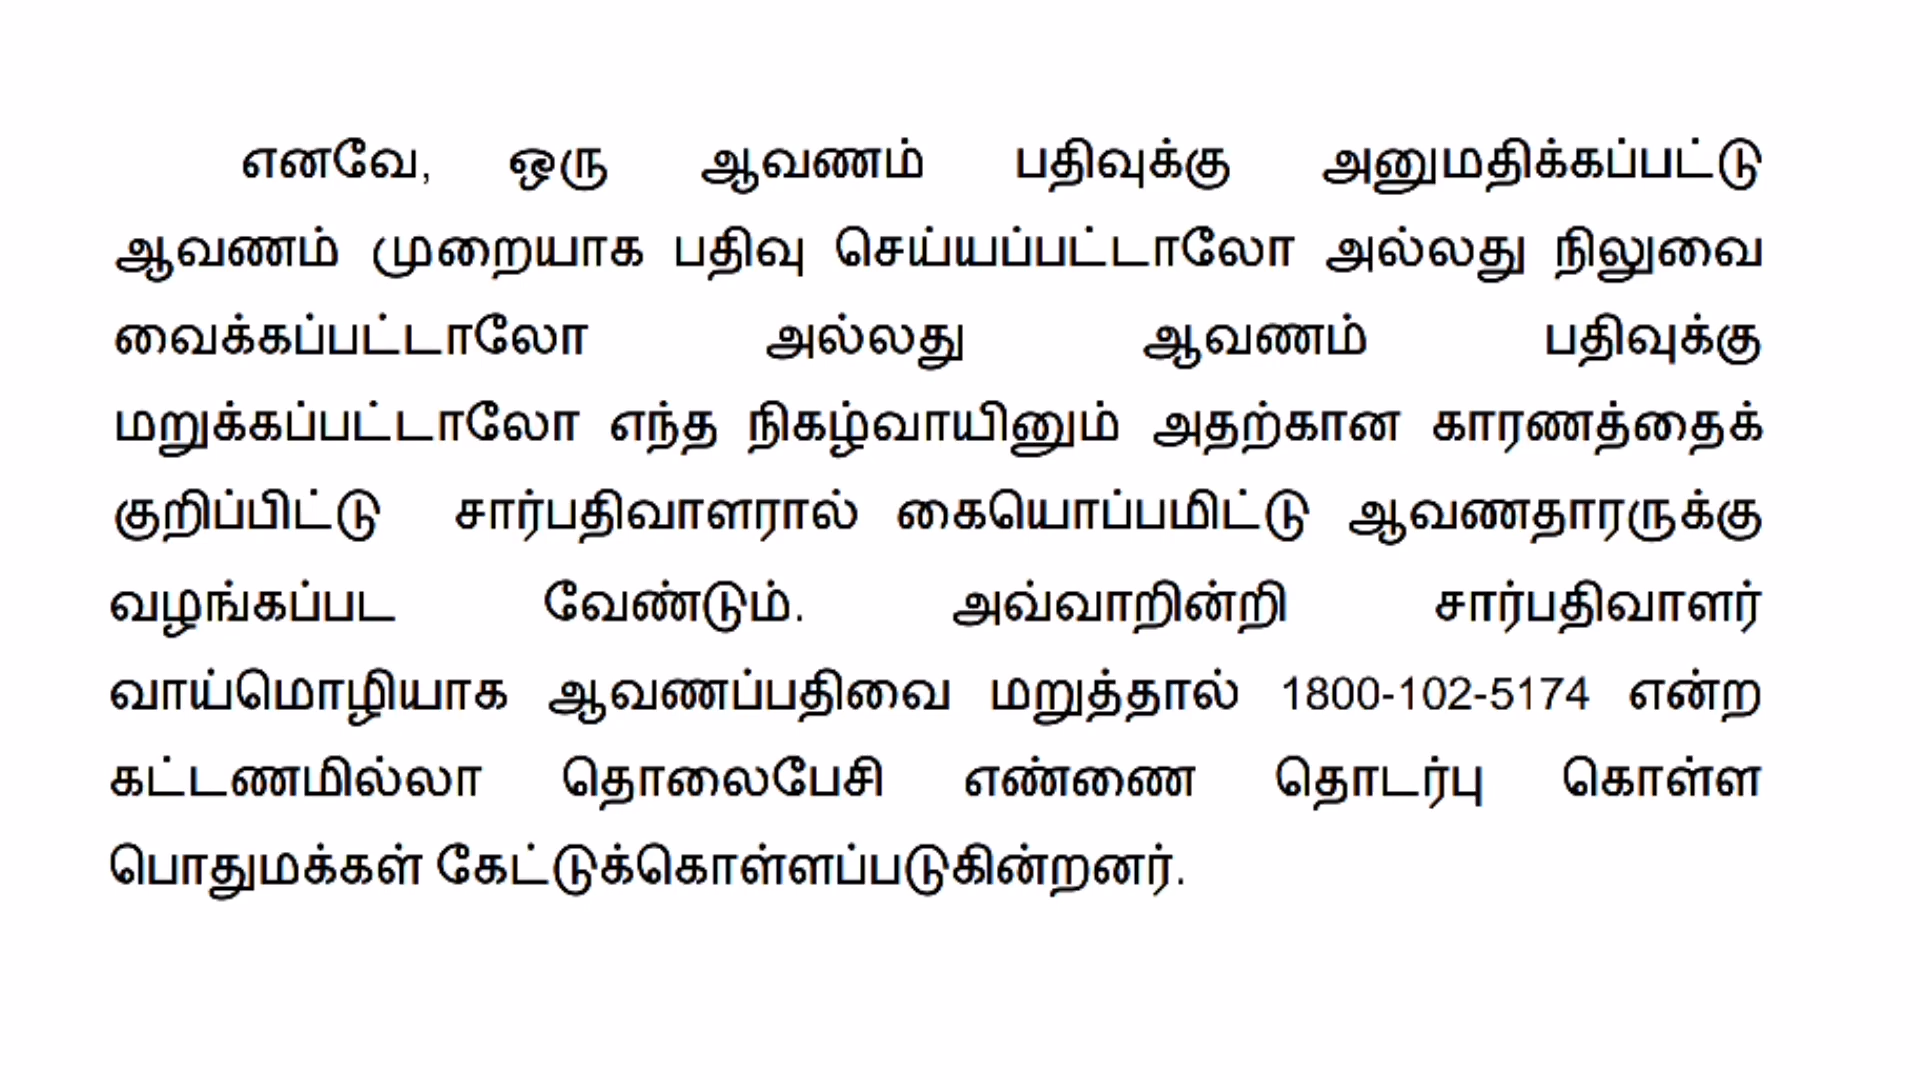 எனவே, ஒரு ஆவணம் பதிவுக்கு அனுமதிக்கப்பட்டு
ஆவணம் முறையாக பதிவு செய்யப்பட்டாலோ அல்லது நிலுவை
வைக்கப்பட்டாலோ அல்லது ஆவணம் பதிவுக்கு
மறுக்கப்பட்டாலோ எந்த நிகழ்வாயினும் அதற்கான காரணத்தைக்
குறிப்பிட்டு சார்பதிவாளரால் கையொப்பமிட்டு ஆவணதாரருக்கு
வழங்கப்பட வேண்டும். அவ்வாறின்றி சார்பதிவாளர்
வாய்மொழியாக ஆவணப்பதிவை மறுத்தால் 1800-102-5174 என்ற
கட்டணமில்லா தொலைபேசி எண்ணை தொடர்பு கொள்ள
பொதுமக்கள் கேட்டுக்கொள்ளப்படுகின்றனர்.